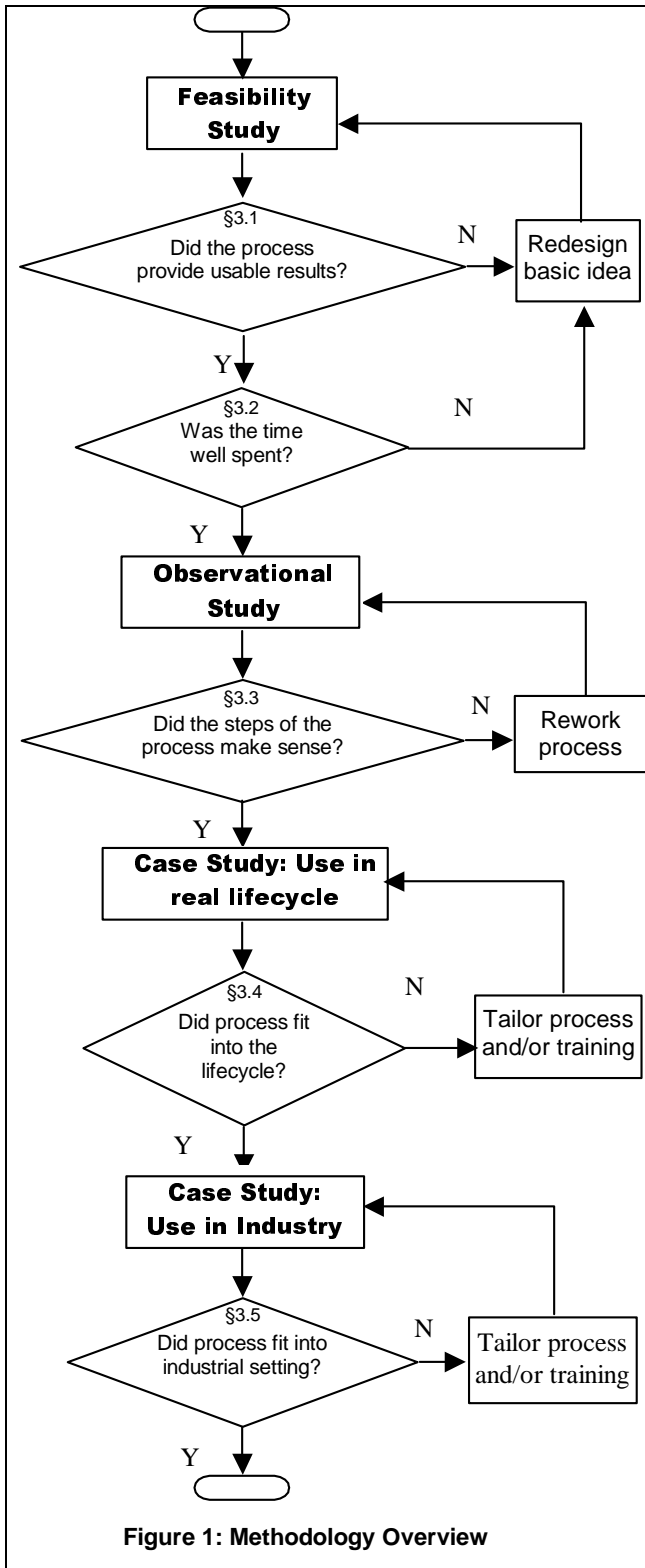 Feasibility
Study
§3.1
Did the process
provide usable results?
N
Redesign
basic idea
Y
§3.2
Was the time
well spent?
N
Y
Observational
Study
§3.3
Did the steps of the
process make sense?
N
Rework
process
Y
Case Study: Use in
real lifecycle
§3.4
Did process fit
into the
lifecycle?
N
Tailor process
and/or training
Y
Case Study:
Use in Industry
§3.5
Did process fit into
industrial setting?
N
Tailor process
and/or training
Y
Figure 1: Methodology Overview